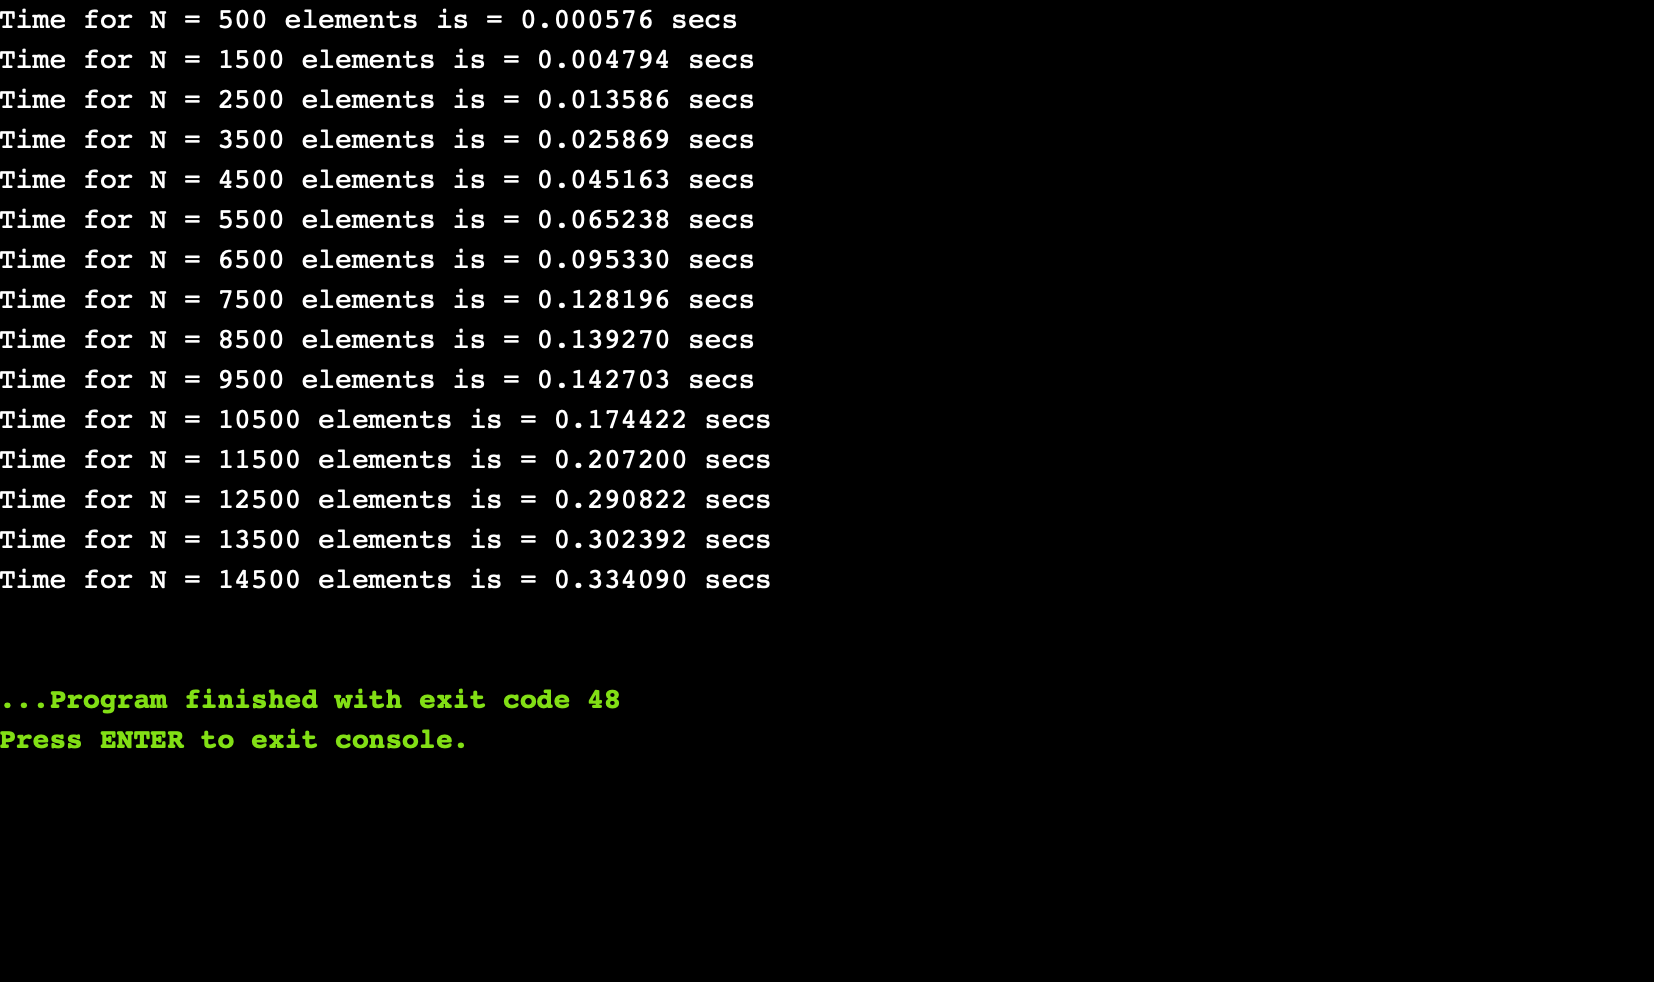 Time for N = 500 elements is = 0.000576 secs
Time for N = 1500 elements is = 0.004794 secs
Time for N = 2500 elements is = 0.013586 secs
Time for N = 3500 elements is = 0.025869 secs
Time for N = 4500 elements is = 0.045163 secs
Time for N = 5500 elements is = 0.065238 secs
Time for N = 6500 elements is = 0.095330 secs
Time for N = 7500 elements is = 0.128196 secs
Time for N = 8500 elements is = 0.139270 secs
Time for N = 9500 elements is = 0.142703 secs
Time for N = 10500 elements is = 0.174422 secs
Time for N = 11500 elements is = 0.207200 secs
Time for N = 12500 elements is = 0.290822 secs
Time for N = 13500 elements is = 0.302392 secs
Time for N = 14500 elements is = 0.334090 secs
...Program finished with exit code 48
Press ENTER to exit console.